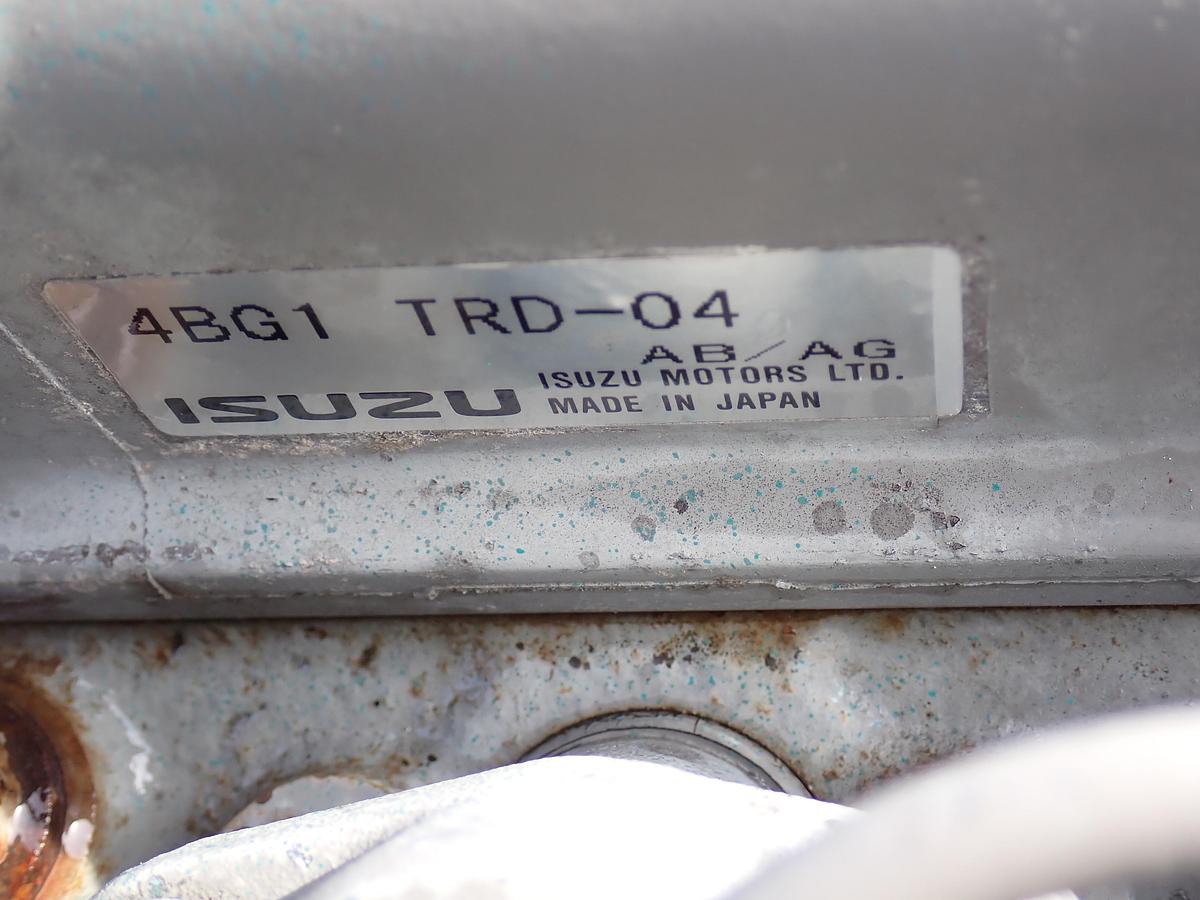 4BG1 TRD-04
AB/AG
ISUZU ISUZU MOTORS LTD.
MADE IN JAPAN